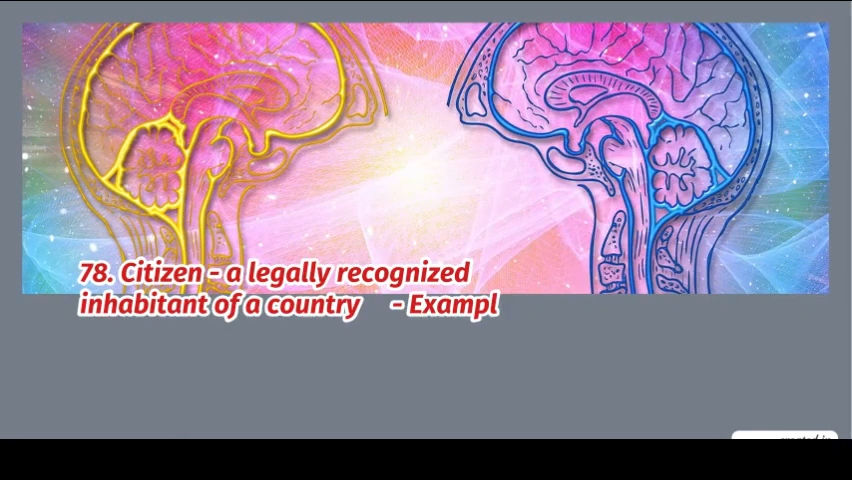 78. Citizen - a legally recognized
inhabitant of a country - Exampl